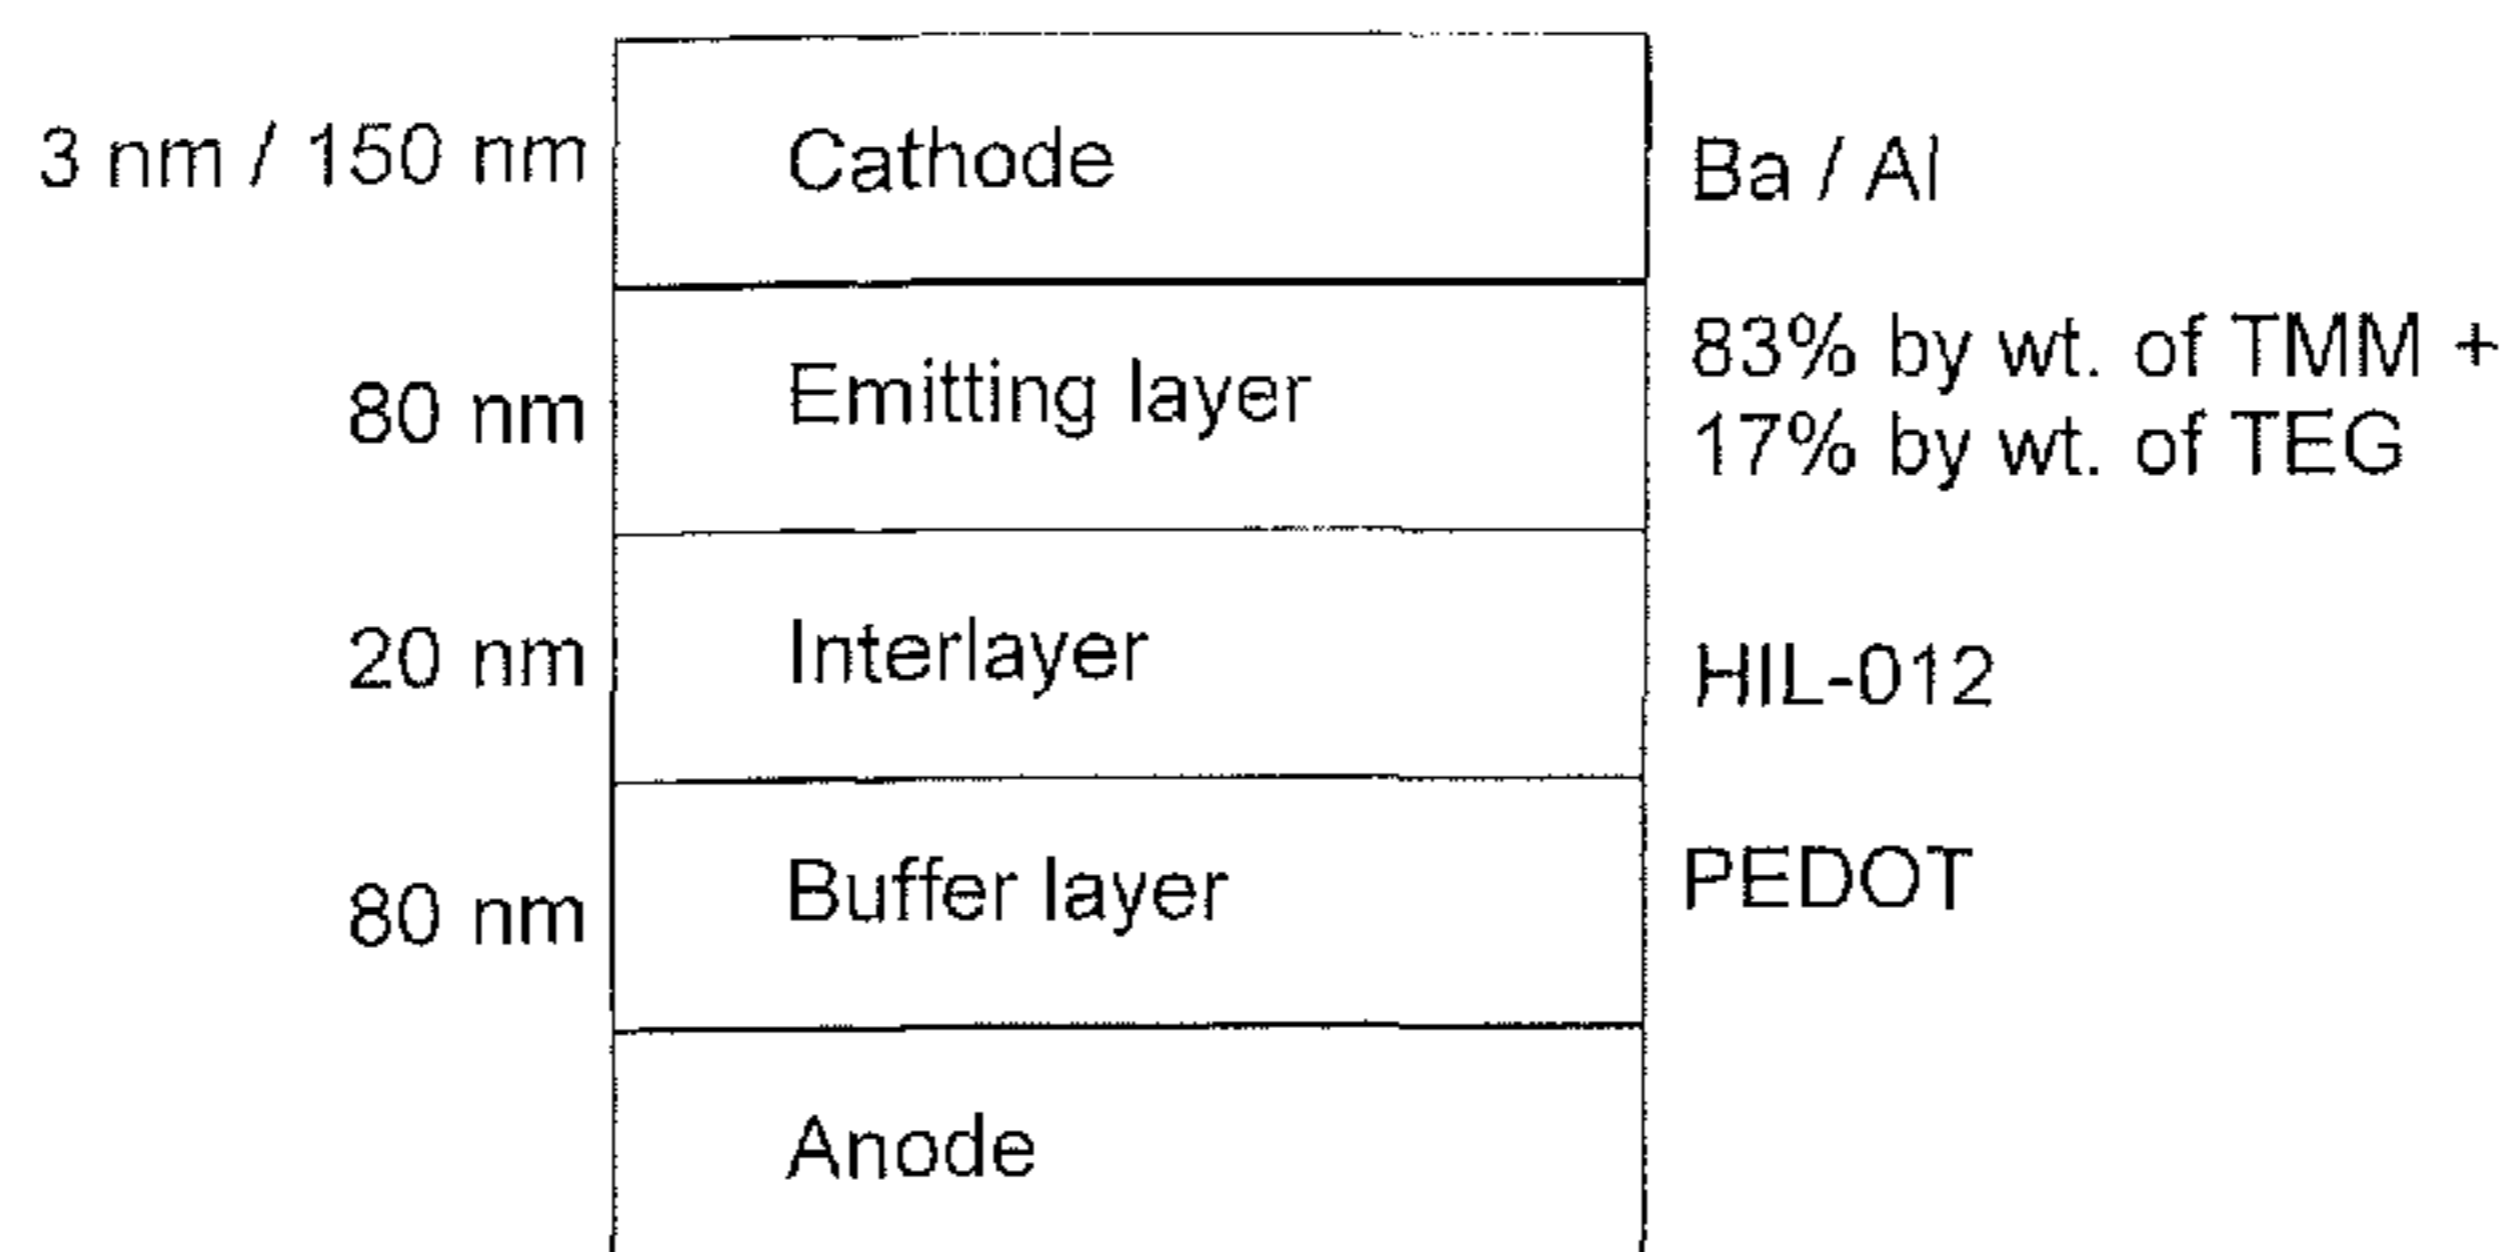 3 nm / 150 nm Cathode Ba / Al
83% by wt. of TMM +
80 nm Emitting layer
17% by wt. of TEG
20 nm Interlayer HIL-012
80 nm Buffer layer PEDOT
Anode